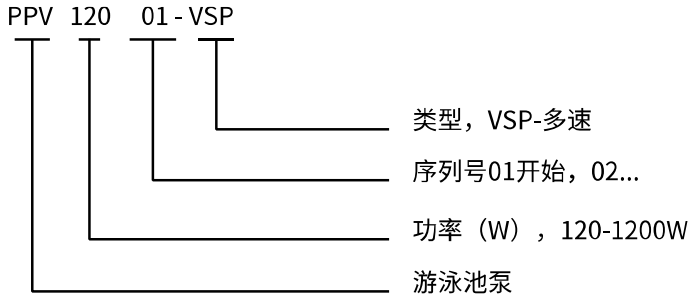 PPV 120 01-VSP
类型，VSP-多速
序列号01开始，02...
功率（W），120-1200W
游泳池泵